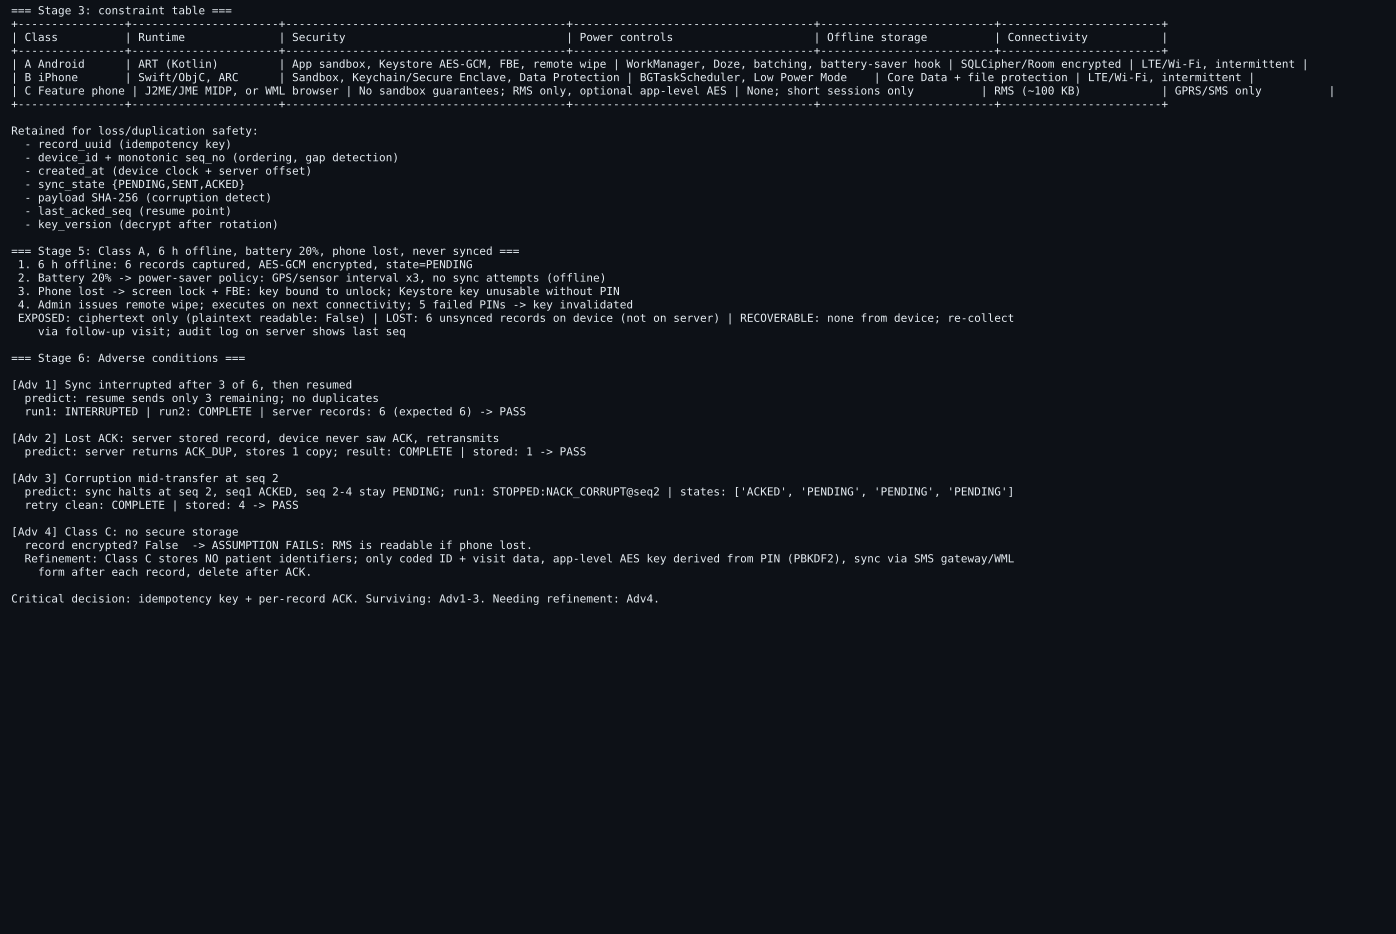 === Stage 3: constraint table ===
+----------------+----------------------+------------------------------------------+------------------------------------+--------------------------+------------------------+
| Class          | Runtime              | Security                                 | Power controls                     | Offline storage          | Connectivity           |
+----------------+----------------------+------------------------------------------+------------------------------------+--------------------------+------------------------+
| A Android      | ART (Kotlin)         | App sandbox, Keystore AES-GCM, FBE, remote wipe | WorkManager, Doze, batching, battery-saver hook | SQLCipher/Room encrypted | LTE/Wi-Fi, intermittent |
| B iPhone       | Swift/ObjC, ARC      | Sandbox, Keychain/Secure Enclave, Data Protection | BGTaskScheduler, Low Power Mode    | Core Data + file protection | LTE/Wi-Fi, intermittent |
| C Feature phone | J2ME/JME MIDP, or WML browser | No sandbox guarantees; RMS only, optional app-level AES | None; short sessions only          | RMS (~100 KB)            | GPRS/SMS only          |
+----------------+----------------------+------------------------------------------+------------------------------------+--------------------------+------------------------+
Retained for loss/duplication safety:
- record_uuid (idempotency key)
- device_id + monotonic seq_no (ordering, gap detection)
- created_at (device clock + server offset)
- sync_state {PENDING,SENT,ACKED}
- payload SHA-256 (corruption detect)
- last_acked_seq (resume point)
- key_version (decrypt after rotation)
=== Stage 5: Class A, 6 h offline, battery 20%, phone lost, never synced ===
1. 6 h offline: 6 records captured, AES-GCM encrypted, state=PENDING
2. Battery 20% -> power-saver policy: GPS/sensor interval x3, no sync attempts (offline)
3. Phone lost -> screen lock + FBE: key bound to unlock; Keystore key unusable without PIN
4. Admin issues remote wipe; executes on next connectivity; 5 failed PINs -> key invalidated
EXPOSED: ciphertext only (plaintext readable: False) | LOST: 6 unsynced records on device (not on server) | RECOVERABLE: none from device; re-collect
via follow-up visit; audit log on server shows last seq
=== Stage 6: Adverse conditions ===
[Adv 1] Sync interrupted after 3 of 6, then resumed
predict: resume sends only 3 remaining; no duplicates
run1: INTERRUPTED | run2: COMPLETE | server records: 6 (expected 6) -> PASS
[Adv 2] Lost ACK: server stored record, device never saw ACK, retransmits
predict: server returns ACK_DUP, stores 1 copy; result: COMPLETE | stored: 1 -> PASS
[Adv 3] Corruption mid-transfer at seq 2
predict: sync halts at seq 2, seq1 ACKED, seq 2-4 stay PENDING; run1: STOPPED:NACK_CORRUPT@seq2 | states: ['ACKED', 'PENDING', 'PENDING', 'PENDING']
retry clean: COMPLETE | stored: 4 -> PASS
[Adv 4] Class C: no secure storage
record encrypted? False  -> ASSUMPTION FAILS: RMS is readable if phone lost.
Refinement: Class C stores NO patient identifiers; only coded ID + visit data, app-level AES key derived from PIN (PBKDF2), sync via SMS gateway/WML
form after each record, delete after ACK.
Critical decision: idempotency key + per-record ACK. Surviving: Adv1-3. Needing refinement: Adv4.